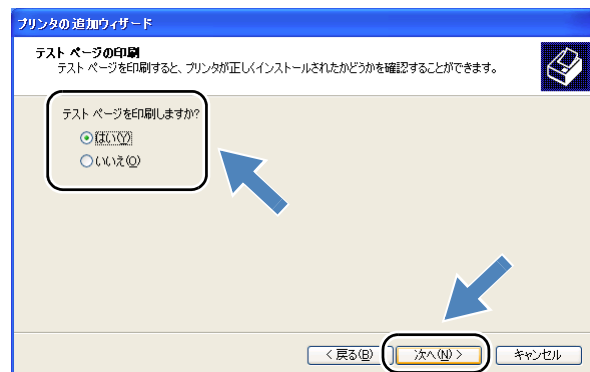 プリンタの追加ウィザード
テスト ページの印刷
テスト ページを印刷すると、プリンタが正しくインストールされたかどうかを確認することができます。
テスト ページを印刷しますか?
はい(Y)
いいえ(O)
< 戻る(B) 次へ(N) > キャンセル